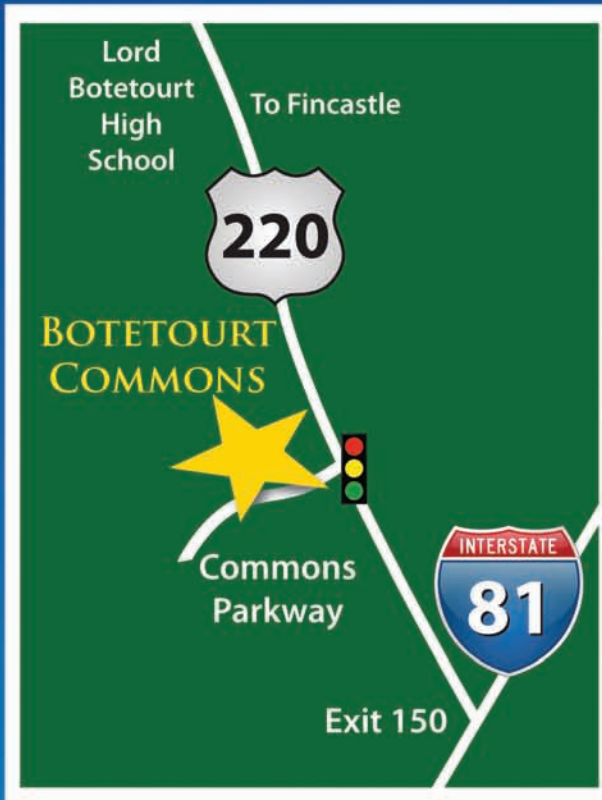 Lord
Botetourt
High
School
To Fincastle
220
BOTETOURT
COMMONS
Commons
Parkway
INTERSTATE
81
Exit 150